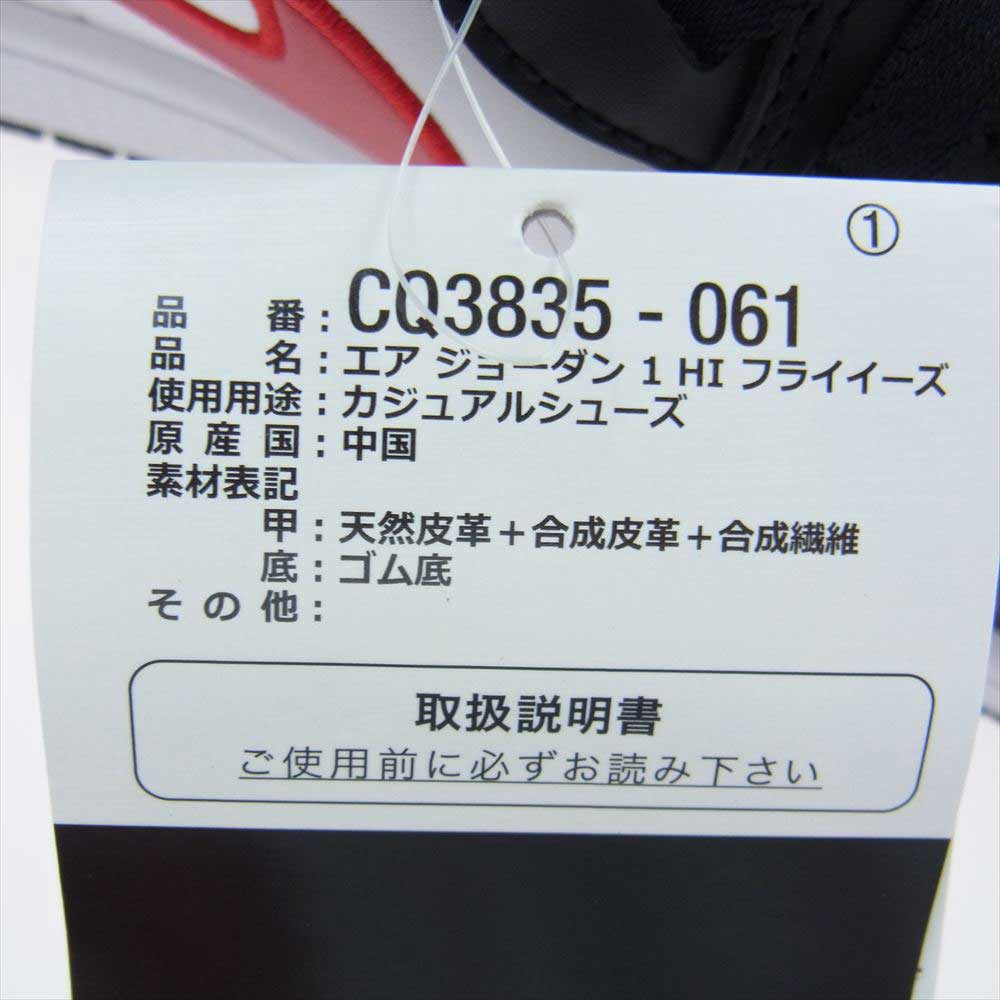 ①
品番:CQ3835-061
品名:エア ジョーダン 1 HI フライイーズ
使用用途:カジュアルシューズ
原産国:中国
素材表記
甲:天然皮革+合成皮革+合成繊維
底:ゴム底
その他:
取扱説明書
ご使用前に必ずお読み下さい